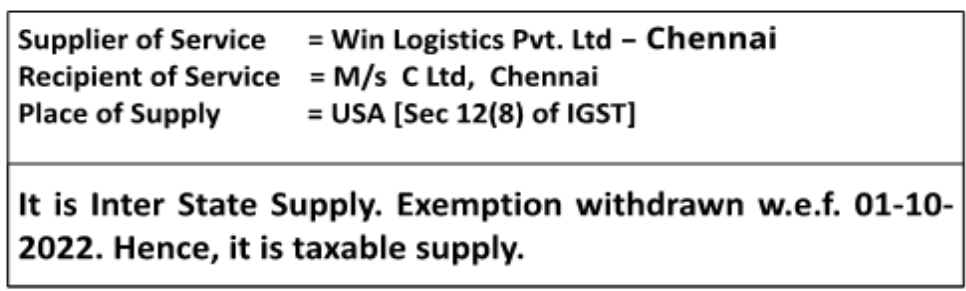 Supplier of Service = Win Logistics Pvt. Ltd – Chennai
Recipient of Service = M/s C Ltd, Chennai
Place of Supply = USA [Sec 12(8) of IGST]
It is Inter State Supply. Exemption withdrawn w.e.f. 01-10-
2022. Hence, it is taxable supply.